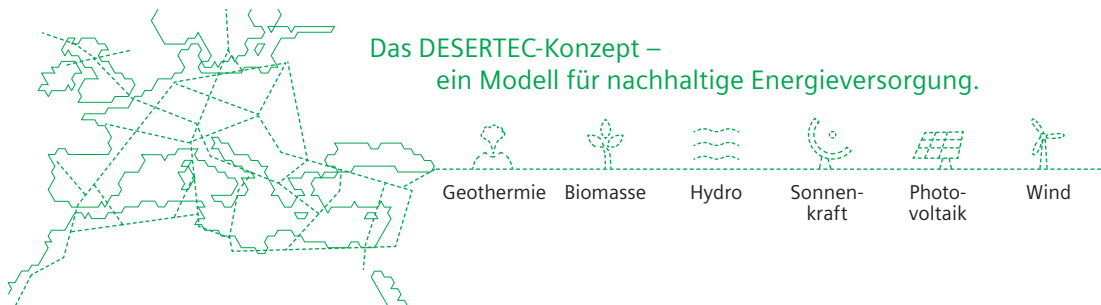 Das DESERTEC-Konzept –
ein Modell für nachhaltige Energieversorgung.
Geothermie
Biomasse
Hydro
Sonnen-
kraft
Photo-
voltaik
Wind